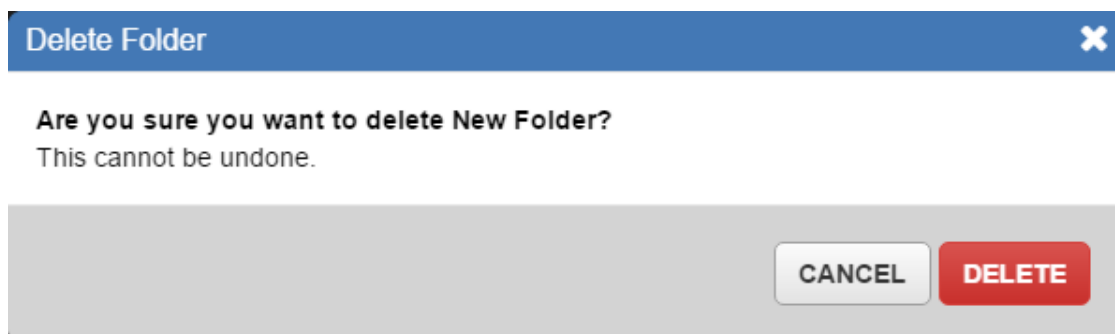 Delete Folder
Are you sure you want to delete New Folder?
This cannot be undone.
CANCEL DELETE